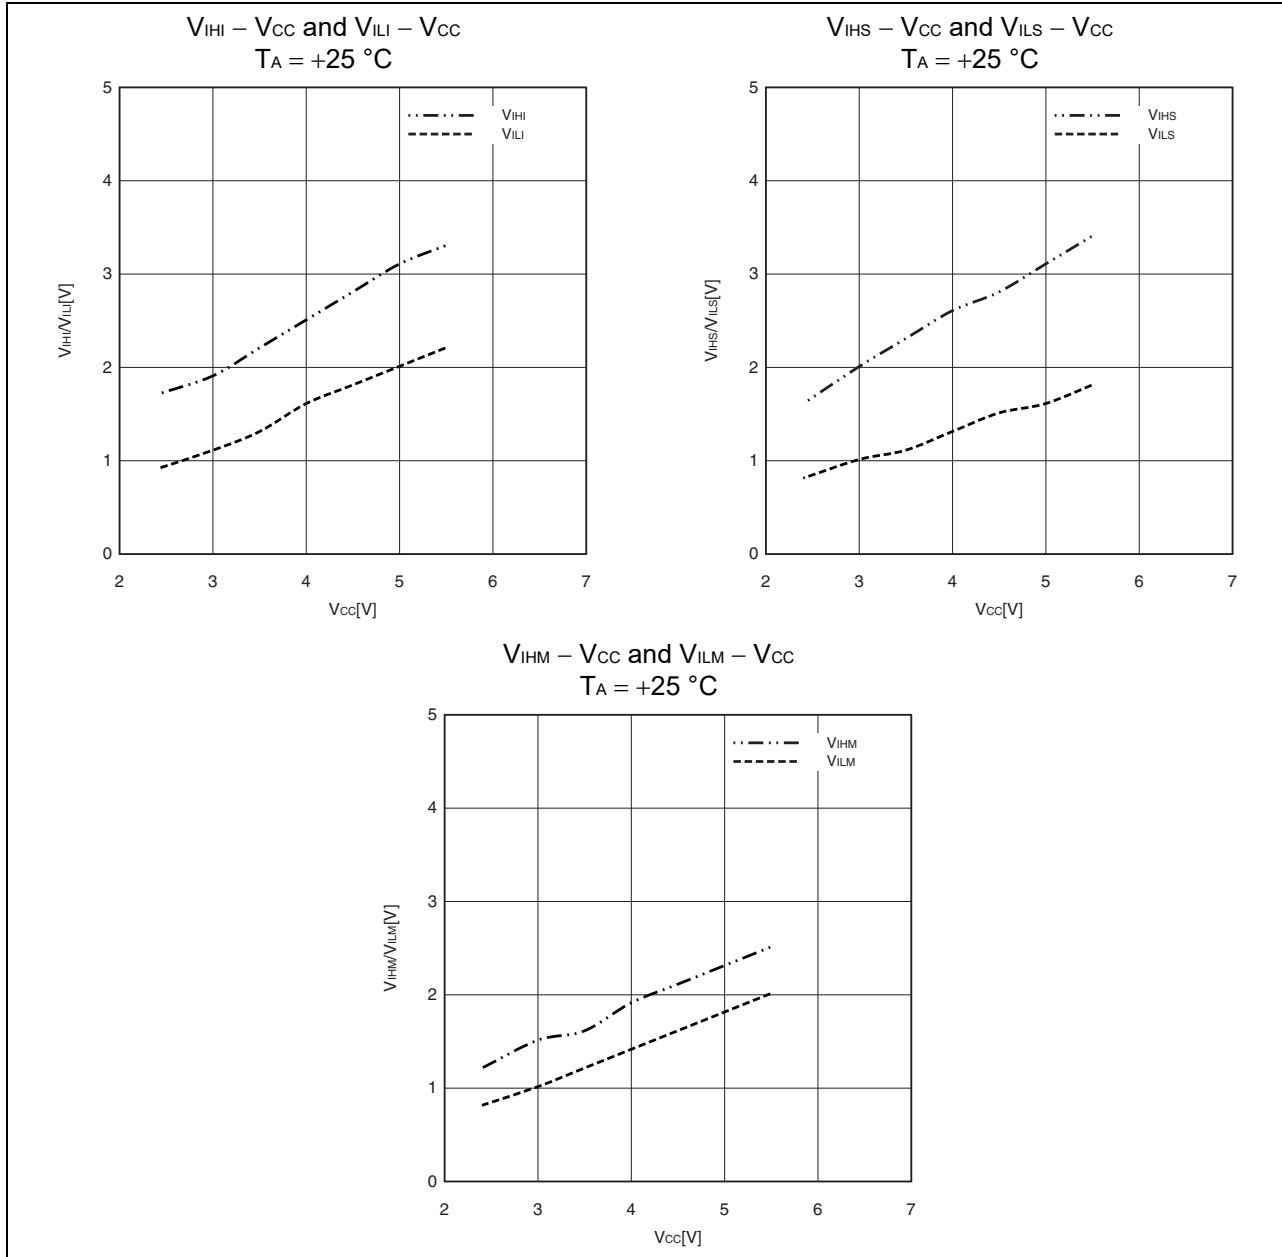 VIHI – VCC and VILI – VCC
TA = +25 °C
VIHI
VILI
5
4
3
2
1
0
VIHI/VILI[V]
2 3 4 5 6 7
VCC[V]
VIHS – VCC and VILS – VCC
TA = +25 °C
VIHS
VILS
5
4
3
2
1
0
VIHS/VILS[V]
2 3 4 5 6 7
VCC[V]
VIHM – VCC and VILM – VCC
TA = +25 °C
VIHM
VILM
5
4
3
2
1
0
VIHM/VILM[V]
2 3 4 5 6 7
VCC[V]